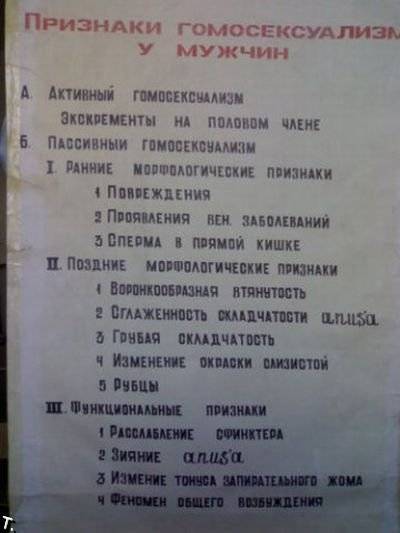 ПРИЗНАКИ ГОМОСЕКСУАЛИЗМ
У МУЖЧИН
А. АКТИВНЫЙ ГОМОСЕКСУАЛИЗМ
ЭКСКРЕМЕНТЫ НА ПОЛОВОМ ЧЛЕНЕ
Б. ПАССИВНЫЙ ГОМОСЕКСУАЛИЗМ
I. РАННИЕ МОРФОЛОГИЧЕСКИЕ ПРИЗНАКИ
1 ПОВРЕЖДЕНИЯ
2 ПРОЯВЛЕНИЯ ВЕН. ЗАБОЛЕВАНИЙ
3 СПЕРМА В ПРЯМОЙ КИШКЕ
II. ПОЗДНИЕ МОРФОЛОГИЧЕСКИЕ ПРИЗНАКИ
1 ВОРОНКООБРАЗНАЯ ВТЯНУТОСТЬ
2 СГЛАЖЕННОСТЬ СКЛАДЧАТОСТИ anus'а
3 ГРУБАЯ СКЛАДЧАТОСТЬ
4 ИЗМЕНЕНИЕ ОКРАСКИ СЛИЗИСТОЙ
5 РУБЦЫ
III. ФУНКЦИОНАЛЬНЫЕ ПРИЗНАКИ
1 РАССЛАБЛЕНИЕ СФИНКТЕРА
2 ЗИЯНИЕ anus'а
3 ИЗМЕНИЕ ТОНУСА ЗАПИРАТЕЛЬНОГО ЖОМА
4 ФЕНОМЕН ОБЩЕГО ВОЗБУЖДЕНИЯ
Т.